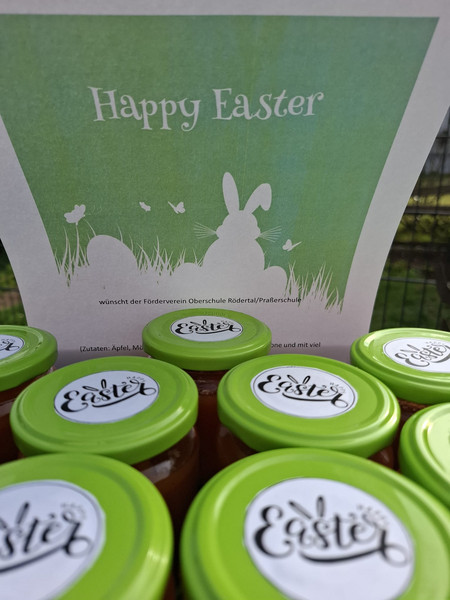 Happy Easter
wünscht der Förderverein Oberschule Rödertal/Praßerschule
(Zutaten: Äpfel, one und mit viel
Easter
Easter
Easter
Easter
Easter
Easter